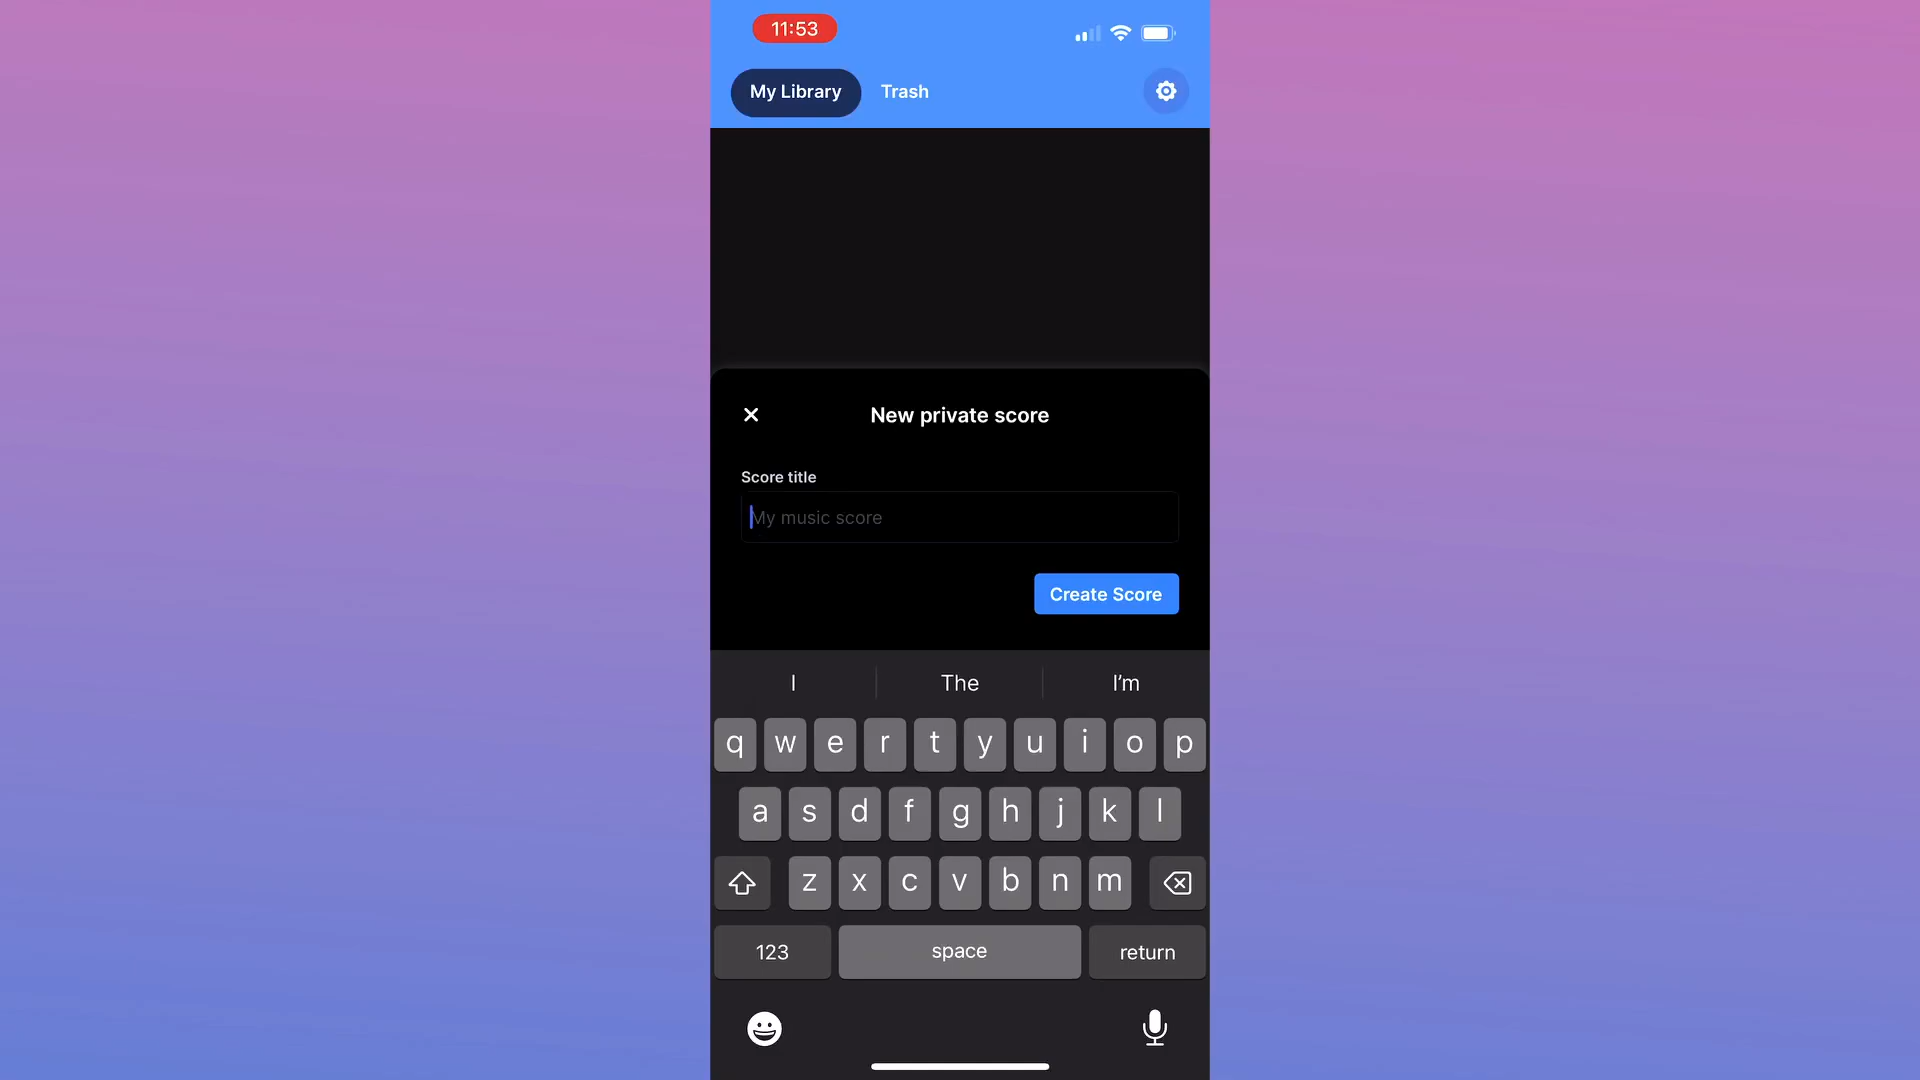 11:53
My Library Trash
New private score
Score title
My music score
Create Score
I The I’m
q w e r t y u i o p
a s d f g h j k l
z x c v b n m
123 space return